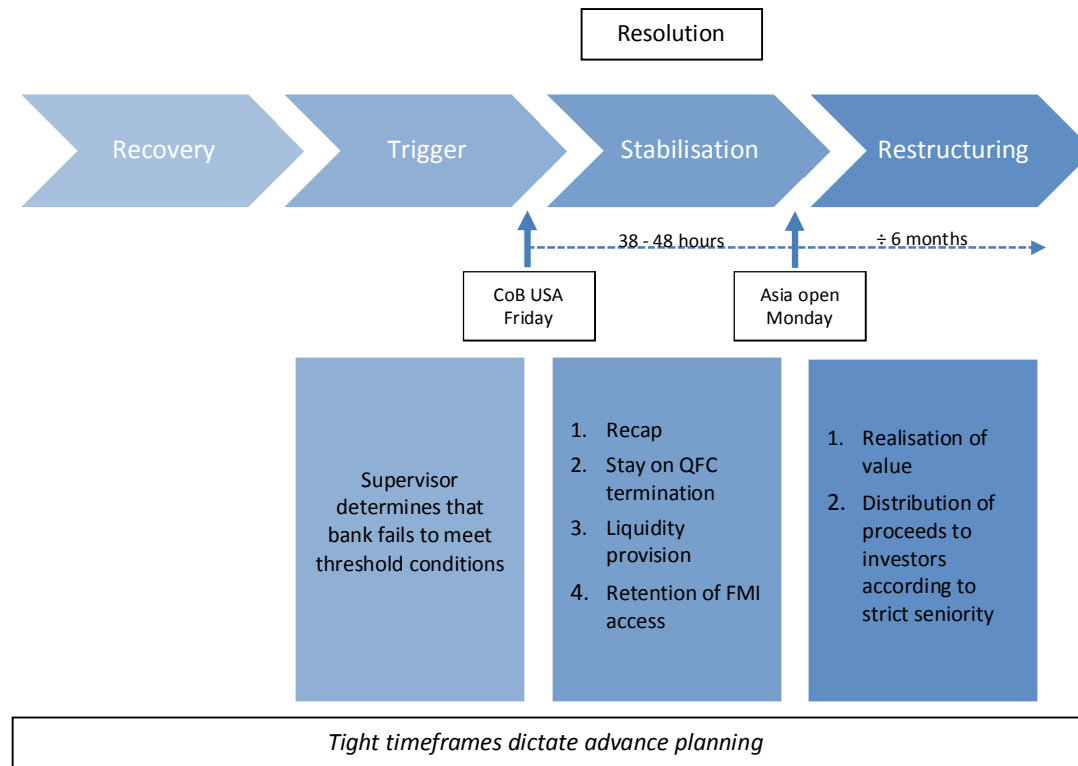 Resolution
Recovery
Trigger
Stabilisation
Restructuring
38 - 48 hours
÷ 6 months
CoB USA
Friday
Asia open
Monday
Supervisor
determines that
bank fails to meet
threshold conditions
1. Recap
2. Stay on QFC
termination
3. Liquidity
provision
4. Retention of FMI
access
1. Realisation of
value
2. Distribution of
proceeds to
investors
according to
strict seniority
Tight timeframes dictate advance planning